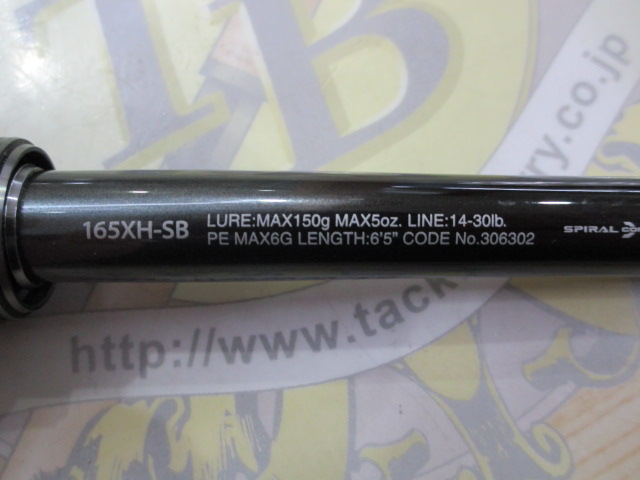 TB
ry.co.jp
165XH-SB
LURE:MAX150g MAX5oz. LINE:14-30lb.
PE MAX6G LENGTH:6'5" CODE No.306302
SPIRAL
http://www.tack